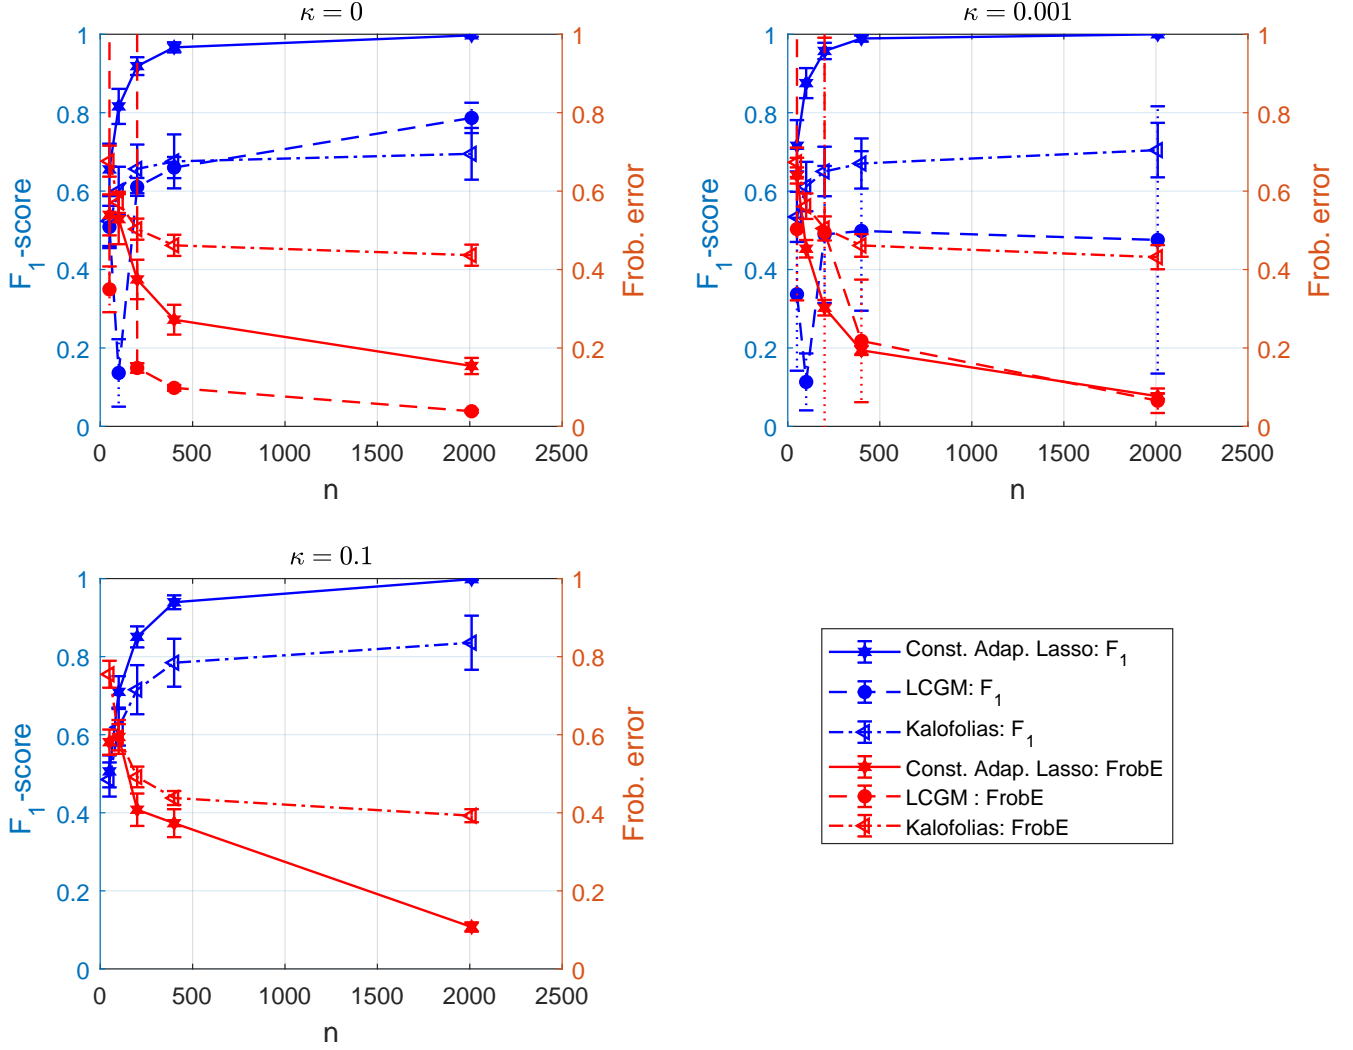 κ = 0
1
0.8
0.6
0.4
0.2
0
F1-score
1
0.8
0.6
0.4
0.2
0
Frob. error
0 500 1000 1500 2000 2500
n
κ = 0.001
1
0.8
0.6
0.4
0.2
0
F1-score
1
0.8
0.6
0.4
0.2
0
Frob. error
0 500 1000 1500 2000 2500
n
κ = 0.1
1
0.8
0.6
0.4
0.2
0
F1-score
1
0.8
0.6
0.4
0.2
0
Frob. error
0 500 1000 1500 2000 2500
n
Const. Adap. Lasso: F1
LCGM: F1
Kalofolias: F1
Const. Adap. Lasso: FrobE
LCGM : FrobE
Kalofolias: FrobE